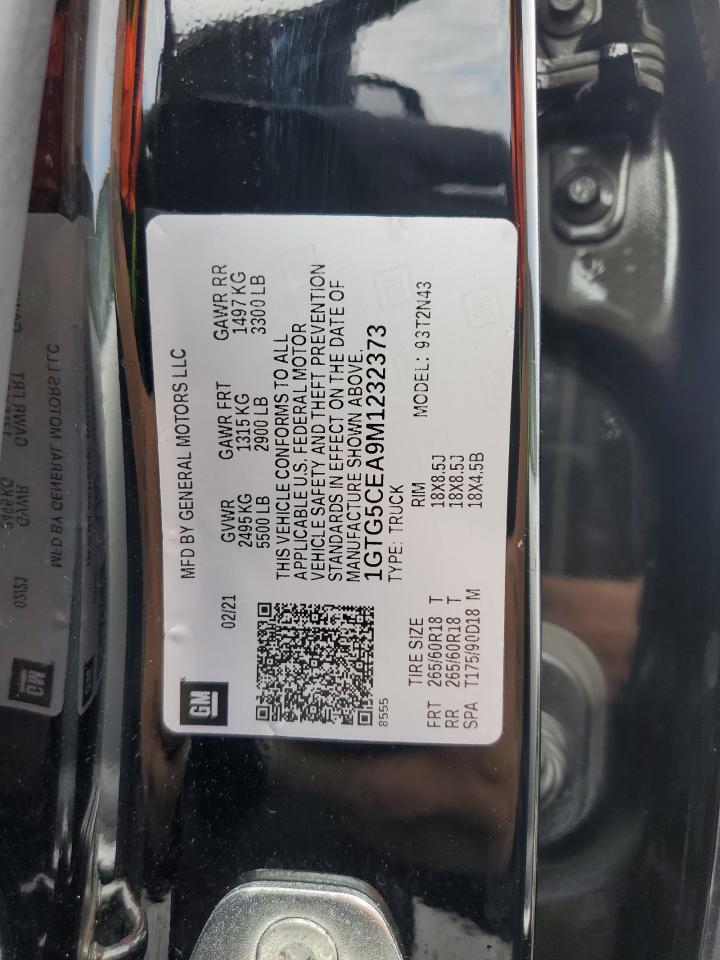 GM
MFD BY GENERAL MOTORS LLC
02/21
GVWR GAWR FRT GAWR RR
2495 KG 1315 KG 1497 KG
5500 LB 2900 LB 3300 LB
THIS VEHICLE CONFORMS TO ALL
APPLICABLE U.S. FEDERAL MOTOR
VEHICLE SAFETY AND THEFT PREVENTION
STANDARDS IN EFFECT ON THE DATE OF
MANUFACTURE SHOWN ABOVE.
1GTG5CEA9M1232373
8555
TYPE: TRUCK MODEL: 93T2N43
TIRE SIZE RIM
FRT 265/60R18 T 18X8.5J
RR 265/60R18 T 18X8.5J
SPA T175/90D18 M 18X4.5B